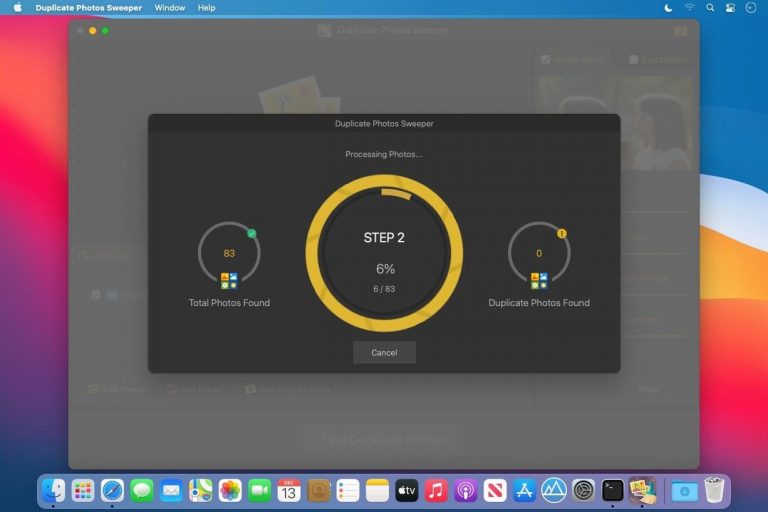 Duplicate Photos Sweeper Window Help
Duplicate Photos Sweeper
Similar Match Exact Match
Duplicate Photos Sweeper
Processing Photos...
STEP 2
6%
6 / 83
83
Total Photos Found
0
Duplicate Photos Found
Cancel
Add Photos Add Folder Add Photos Library
Reset
Find Duplicate Photos
DEC
13
tv